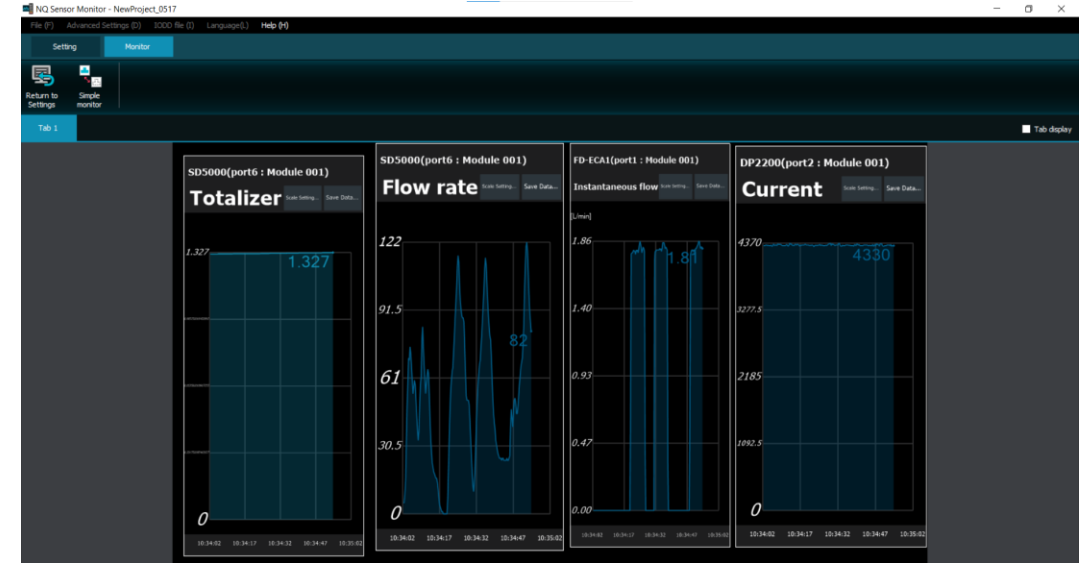 NQ Sensor Monitor - NewProject_0517
File (F) Advanced Settings (D) IODD file (I) Language(L) Help (H)
Setting Monitor
Return to Settings
Simple monitor
Tab 1
Tab display
SD5000(port6 : Module 001)
Totalizer Scale Setting... Save Data...
1.327
1.327
0
10:34:02 10:34:17 10:34:32 10:34:47 10:35:02
SD5000(port6 : Module 001)
Flow rate Scale Setting... Save Data...
122
91.5
82
61
30.5
0
10:34:02 10:34:17 10:34:32 10:34:47 10:35:02
FD-ECA1(port1 : Module 001)
Instantaneous flow Scale Setting... Save Data...
[L/min]
1.86
1.81
1.40
0.93
0.47
0.00
10:34:02 10:34:17 10:34:32 10:34:47 10:35:02
DP2200(port2 : Module 001)
Current Scale Setting... Save Data...
4370
4330
3277.5
2185
1092.5
0
10:34:02 10:34:17 10:34:32 10:34:47 10:35:02